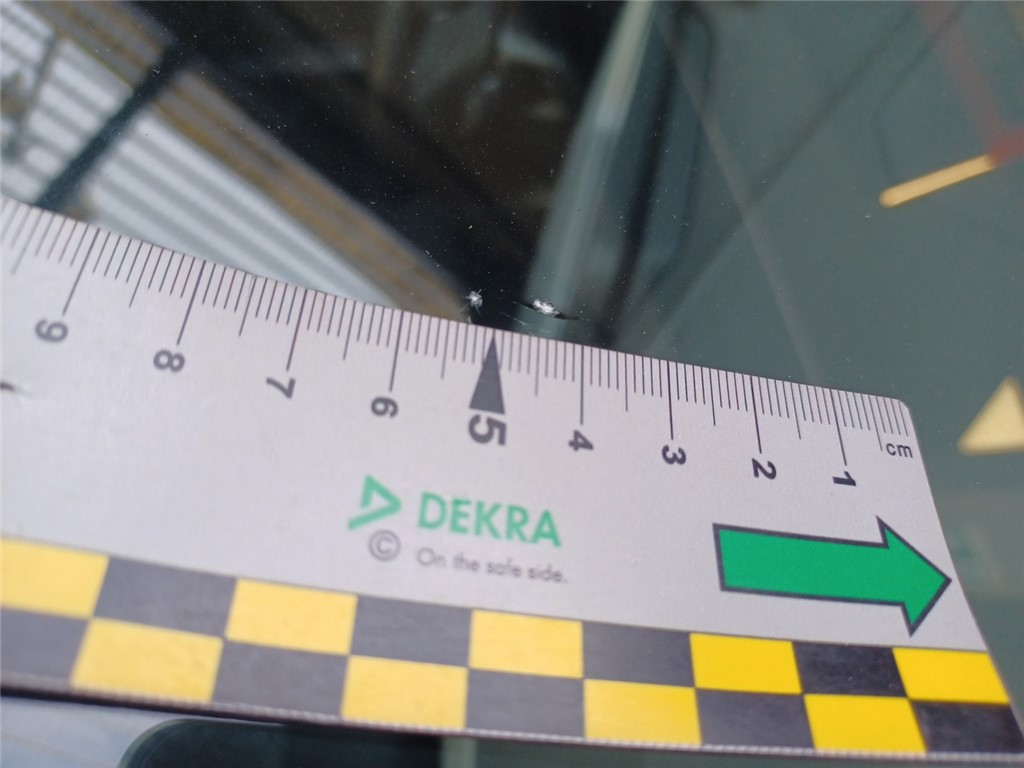 9 8 7 6 5 4 3 2 1 cm
DEKRA
© On the safe side.